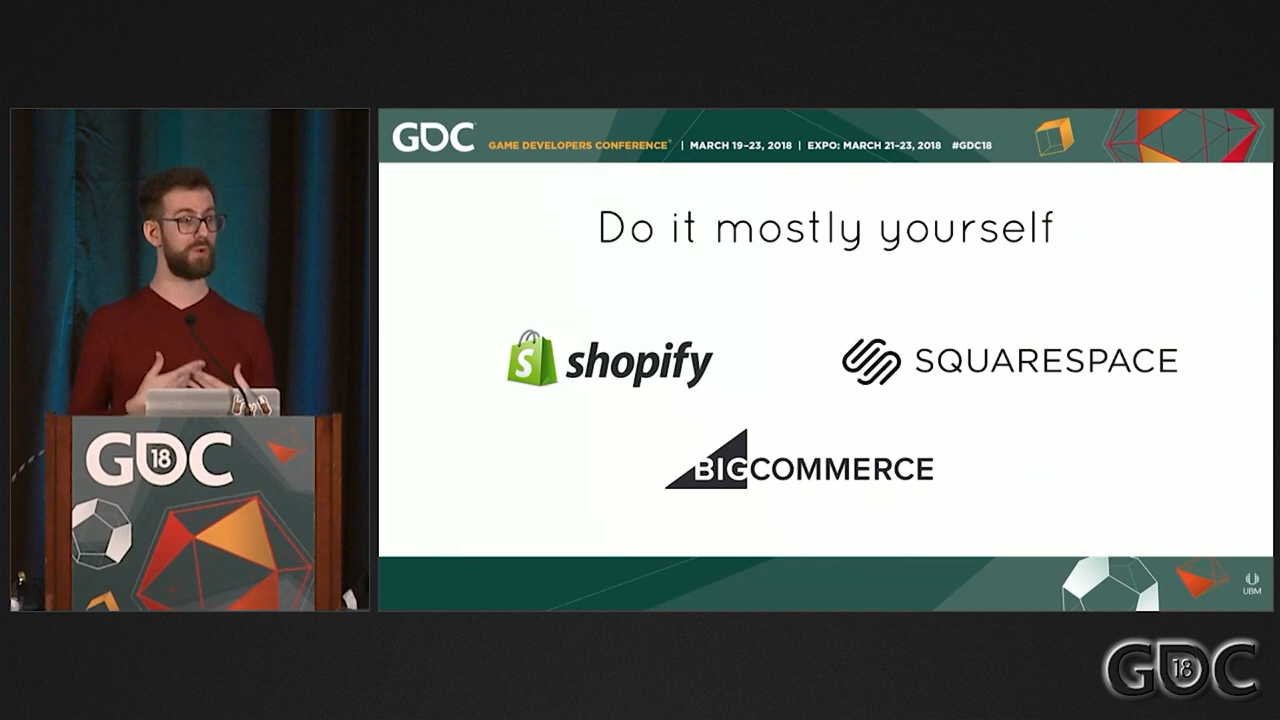 GDC
GAME DEVELOPERS CONFERENCE | MARCH 19–23, 2018 | EXPO: MARCH 21–23, 2018 #GDC18
Do it mostly yourself
S shopify
SQUARESPACE
BIGCOMMERCE
GDC
18
UBM
GDC
18